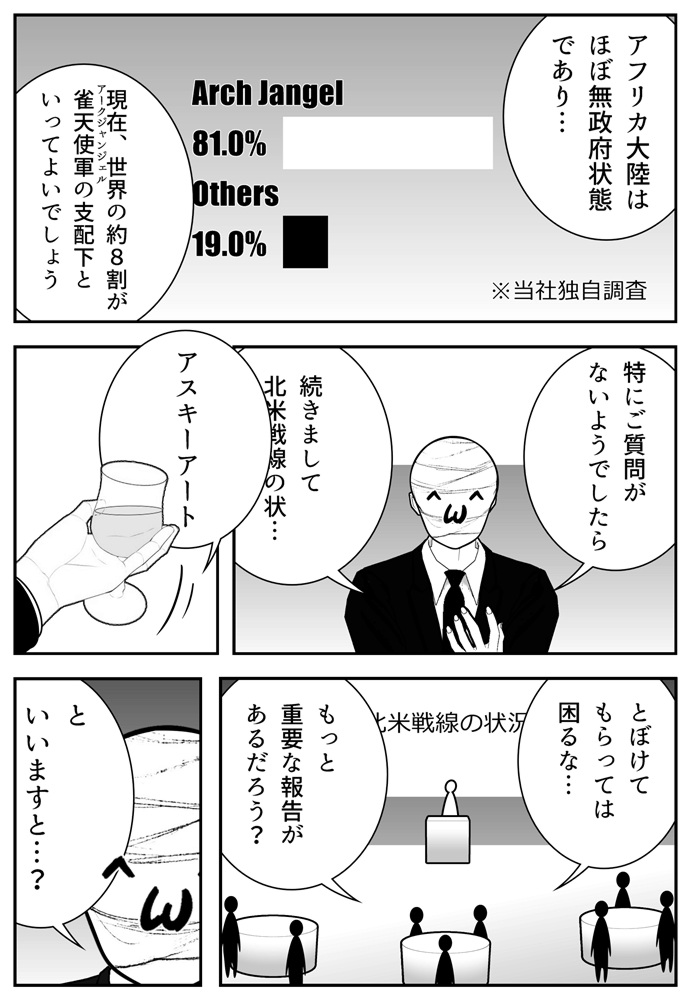 アフリカ大陸は
ほぼ無政府状態
であり…
Arch Jangel
81.0%
Others
19.0%
※当社独自調査
現在、世界の約８割が
雀天使軍の支配下と
アークジャンジェル
いってよいでしょう
特にご質問が
ないようでしたら
続きまして
北米戦線の状…
アスキーアート
とぼけて
もらっては
困るな…
北米戦線の状況
もっと
重要な報告が
あるだろう？
と
いいますと…？